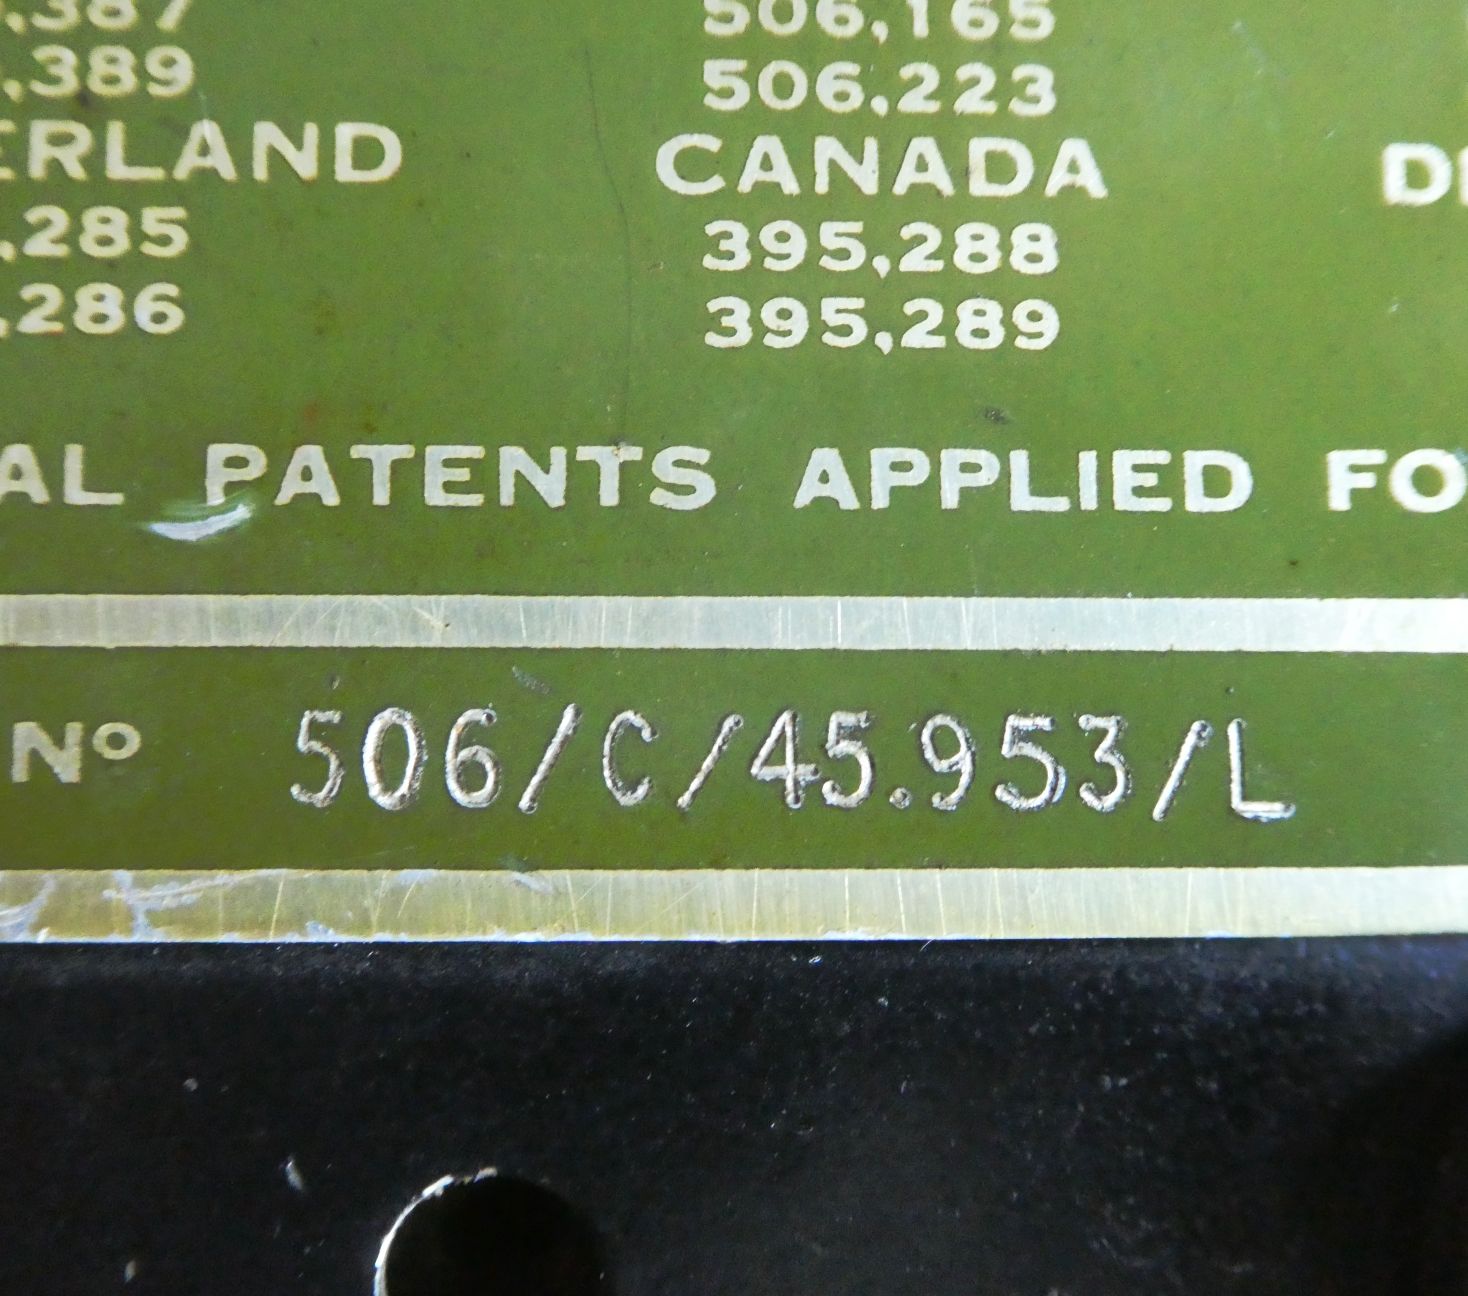 ,387 506,165
,389 506,223
ERLAND CANADA
,285 395,288
,286 395,289
AL PATENTS APPLIED FO
Nº 506/C/45.953/L